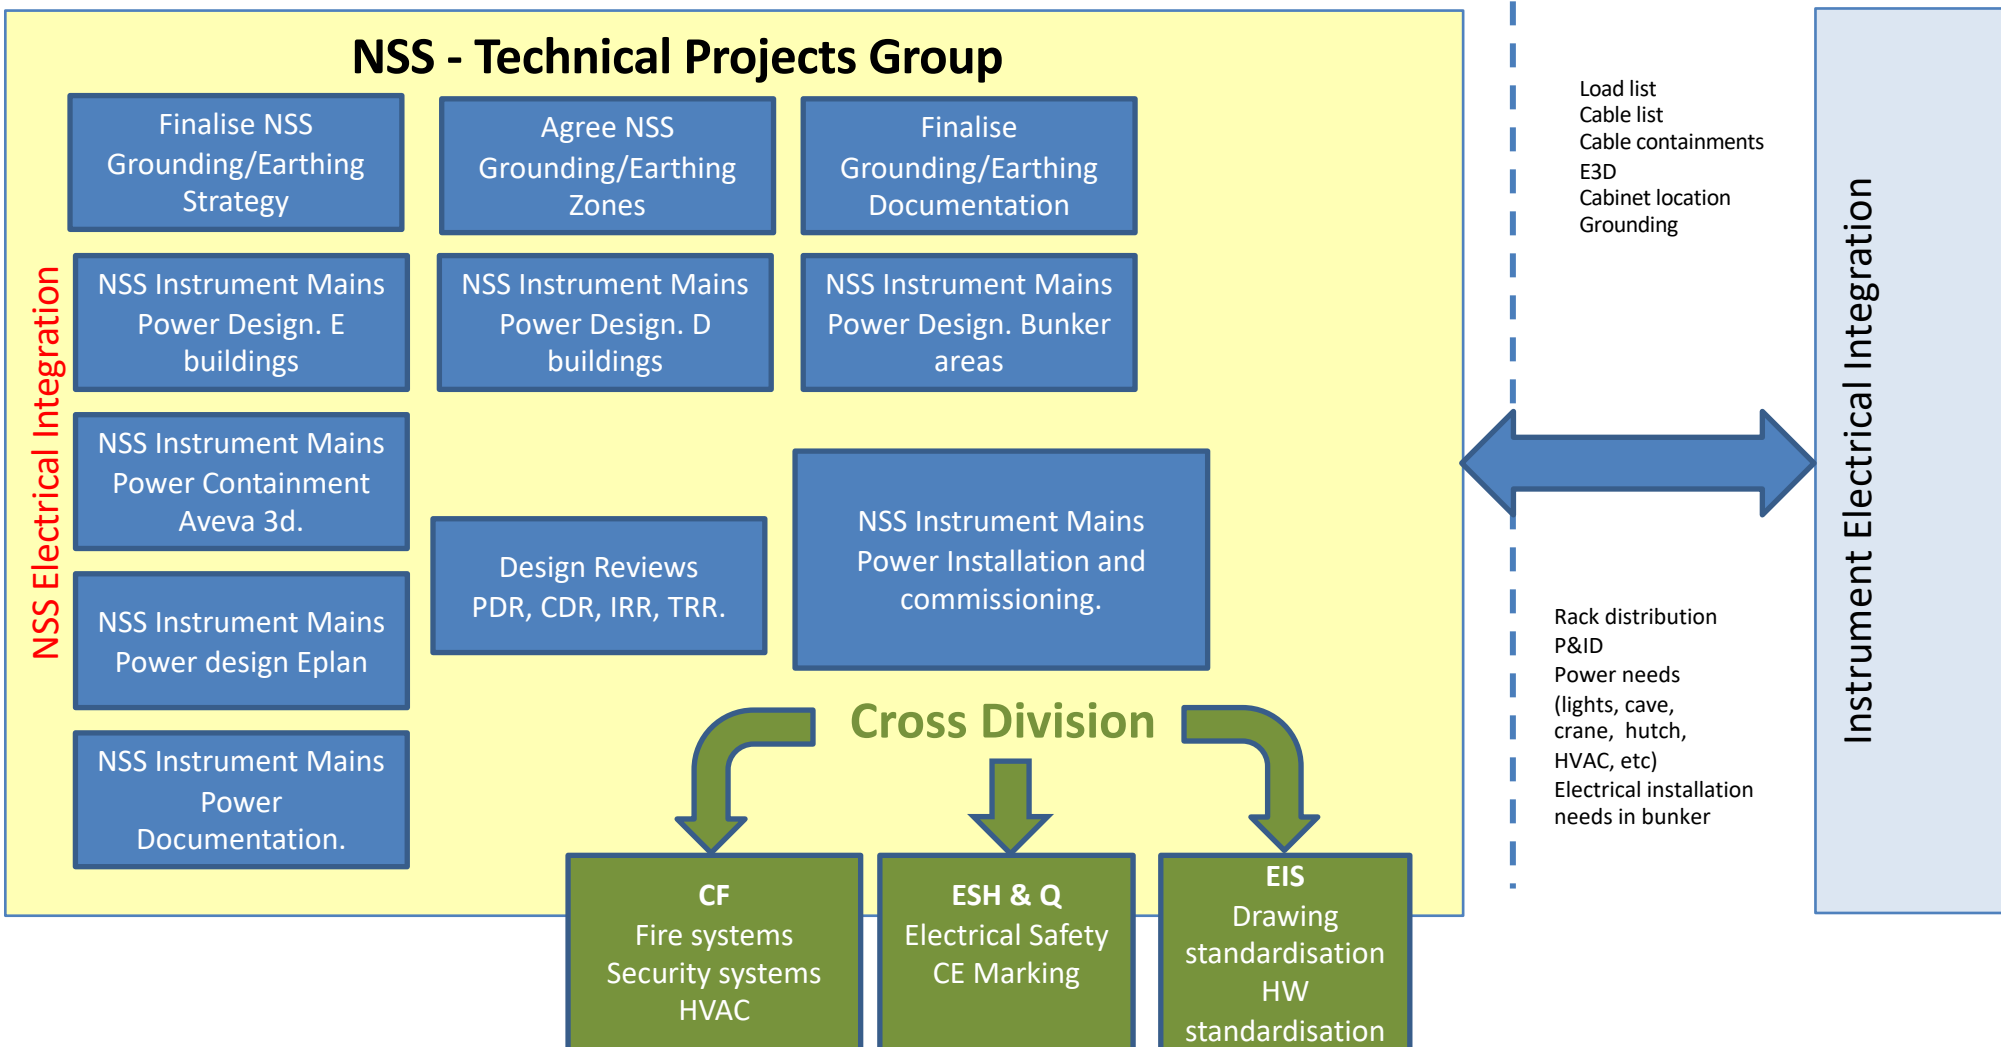 NSS - Technical Projects Group
Finalise NSS
Grounding/Earthing
Strategy
Agree NSS
Grounding/Earthing
Zones
Finalise
Grounding/Earthing
Documentation
NSS Electrical Integration
NSS Instrument Mains
Power Design. E
buildings
NSS Instrument Mains
Power Design. D
buildings
NSS Instrument Mains
Power Design. Bunker
areas
NSS Instrument Mains
Power Containment
Aveva 3d.
Design Reviews
PDR, CDR, IRR, TRR.
NSS Instrument Mains
Power Installation and
commissioning.
NSS Instrument Mains
Power design Eplan
NSS Instrument Mains
Power
Documentation.
Cross Division
CF
Fire systems
Security systems
HVAC
ESH & Q
Electrical Safety
CE Marking
EIS
Drawing
standardisation
HW
standardisation
Load list
Cable list
Cable containments
E3D
Cabinet location
Grounding
Rack distribution
P&ID
Power needs
(lights, cave,
crane, hutch,
HVAC, etc)
Electrical installation
needs in bunker
Instrument Electrical Integration